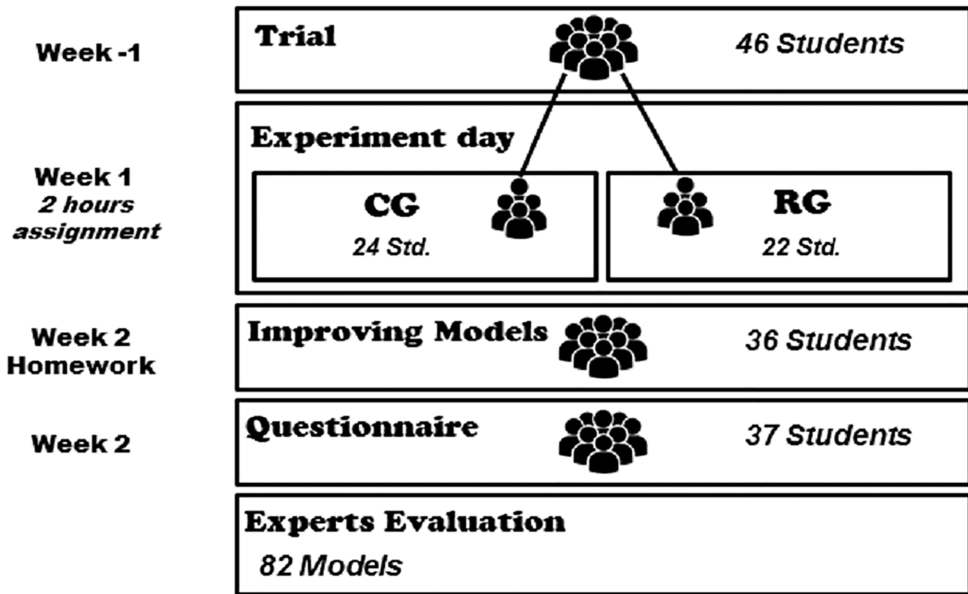 Week -1
Trial
46 Students
Week 1
2 hours
assignment
Experiment day
CG
24 Std.
RG
22 Std.
Week 2
Homework
Improving Models
36 Students
Week 2
Questionnaire
37 Students
Experts Evaluation
82 Models